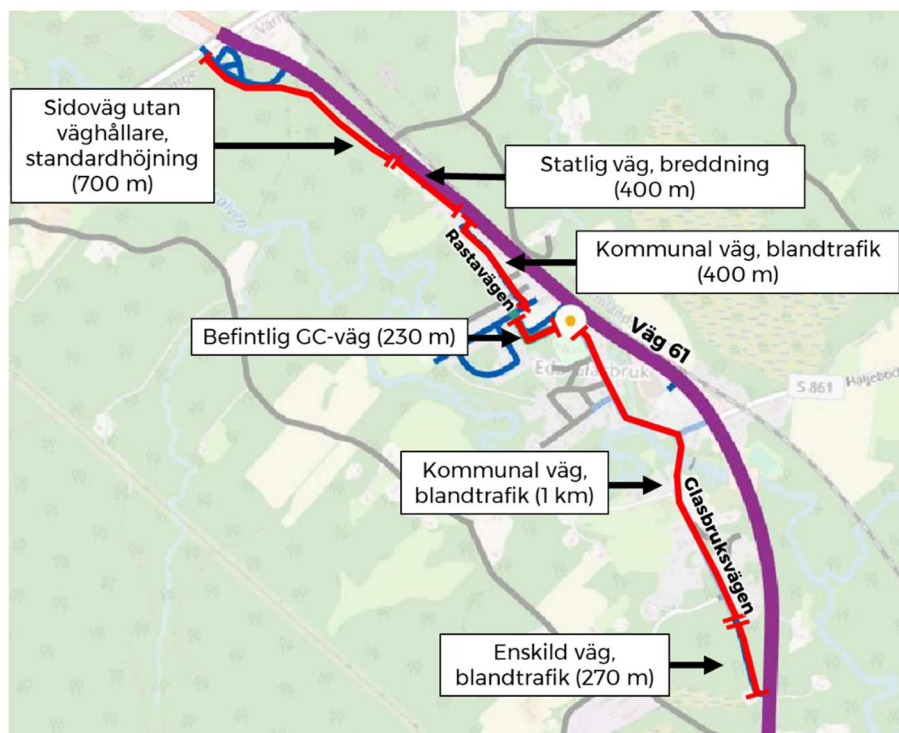 Sidoväg utan
väghållare,
standardhöjning
(700 m)
Statlig väg, breddning
(400 m)
Rastavägen
Kommunal väg, blandtrafik
(400 m)
Befintlig GC-väg (230 m)
Väg 61
S 861
Kommunal väg,
blandtrafik (1 km)
Glasbruksvägen
Enskild väg,
blandtrafik (270 m)